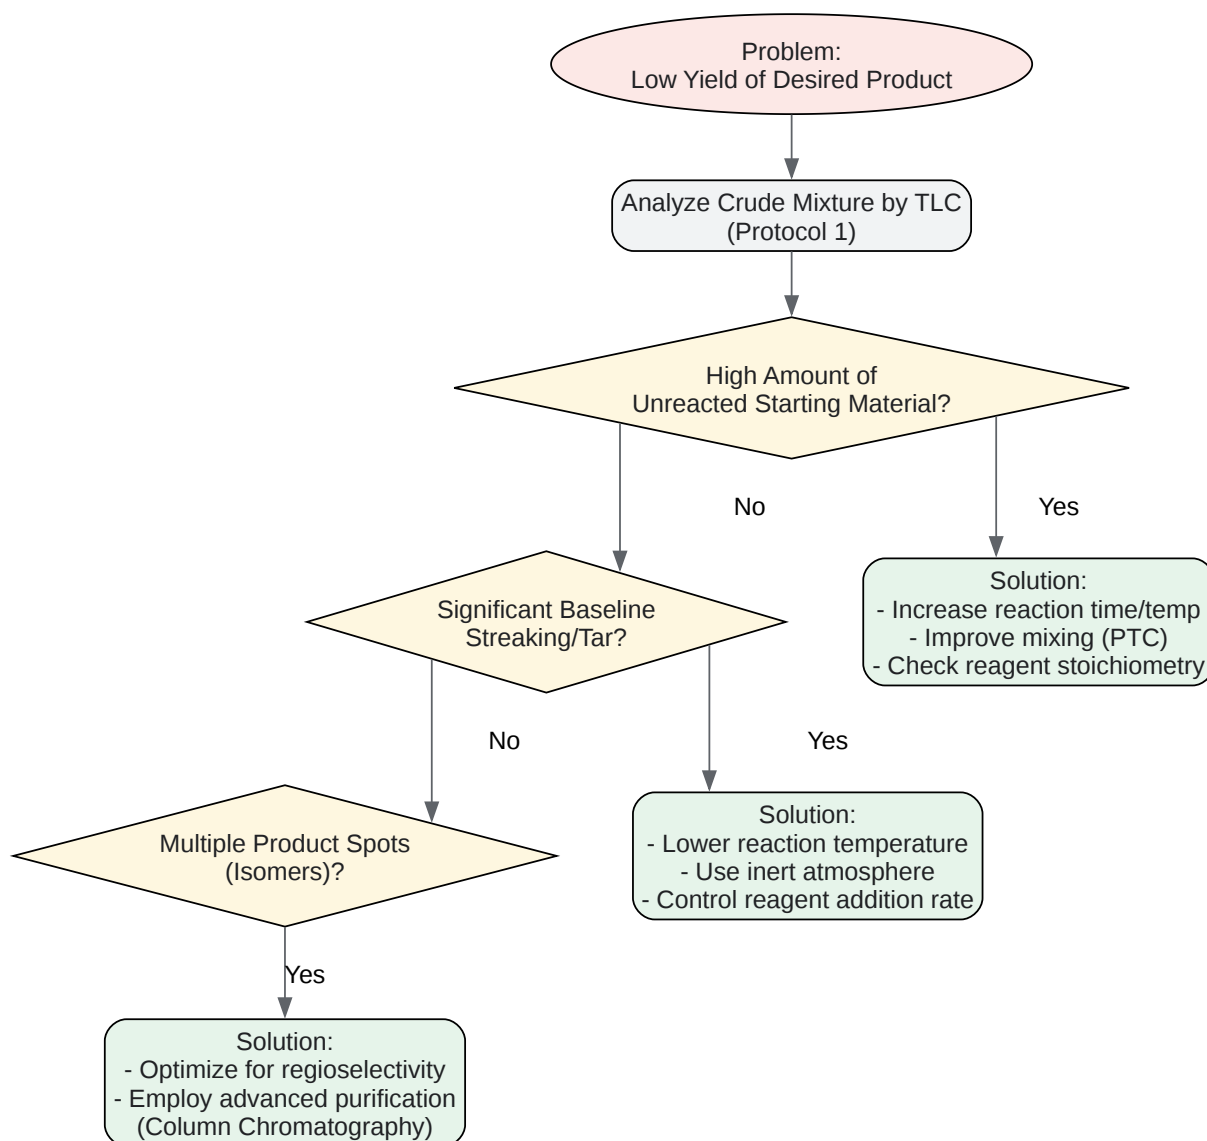 Problem:
Low Yield of Desired Product
Analyze Crude Mixture by TLC
(Protocol 1)
High Amount of
Unreacted Starting Material?
No
Yes
Solution:
- Increase reaction time/temp
- Improve mixing (PTC)
- Check reagent stoichiometry
Significant Baseline
Streaking/Tar?
No
Yes
Solution:
- Lower reaction temperature
- Use inert atmosphere
- Control reagent addition rate
Multiple Product Spots
(Isomers)?
Yes
Solution:
- Optimize for regioselectivity
- Employ advanced purification
(Column Chromatography)